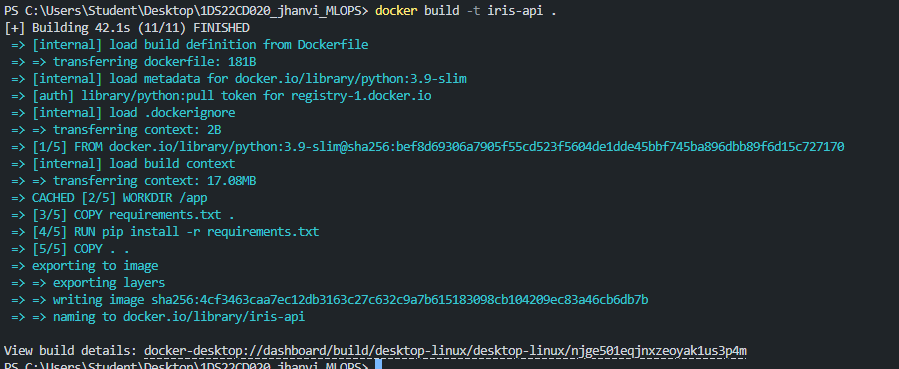 PS C:\Users\Student\Desktop\1DS22CD020_jhanvi_MLOPS> docker build -t iris-api .
[+] Building 42.1s (11/11) FINISHED
=> [internal] load build definition from Dockerfile
=> => transferring dockerfile: 181B
=> [internal] load metadata for docker.io/library/python:3.9-slim
=> [auth] library/python:pull token for registry-1.docker.io
=> [internal] load .dockerignore
=> => transferring context: 2B
=> [1/5] FROM docker.io/library/python:3.9-slim@sha256:bef8d69306a7905f55cd523f5604de1dde45bbf745ba896dbb89f6d15c727170
=> [internal] load build context
=> => transferring context: 17.08MB
=> CACHED [2/5] WORKDIR /app
=> [3/5] COPY requirements.txt .
=> [4/5] RUN pip install -r requirements.txt
=> [5/5] COPY . .
=> exporting to image
=> => exporting layers
=> => writing image sha256:4cf3463caa7ec12db3163c27c632c9a7b615183098cb104209ec83a46cb6db7b
=> => naming to docker.io/library/iris-api
View build details: docker-desktop://dashboard/build/desktop-linux/desktop-linux/njge501eqjnxzeoyak1us3p4m
PS C:\Users\Student\Desktop\1DS22CD020_jhanvi_MLOPS>